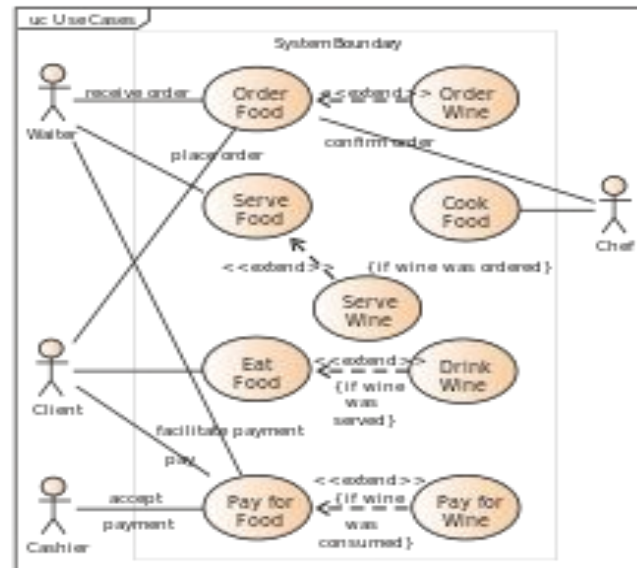 uc UseCases
System Boundary
receive order
Order
Food
<<extend>>
Order
Wine
Waiter
place order
confirm order
Serve
Food
Cook
Food
Chef
<<extend>>
{if wine was ordered}
Serve
Wine
Eat
Food
<<extend>>
{if wine
was
served}
Drink
Wine
Client
facilitate payment
pay
accept
payment
Pay for
Food
<<extend>>
{if wine
was
consumed}
Pay for
Wine
Cashier